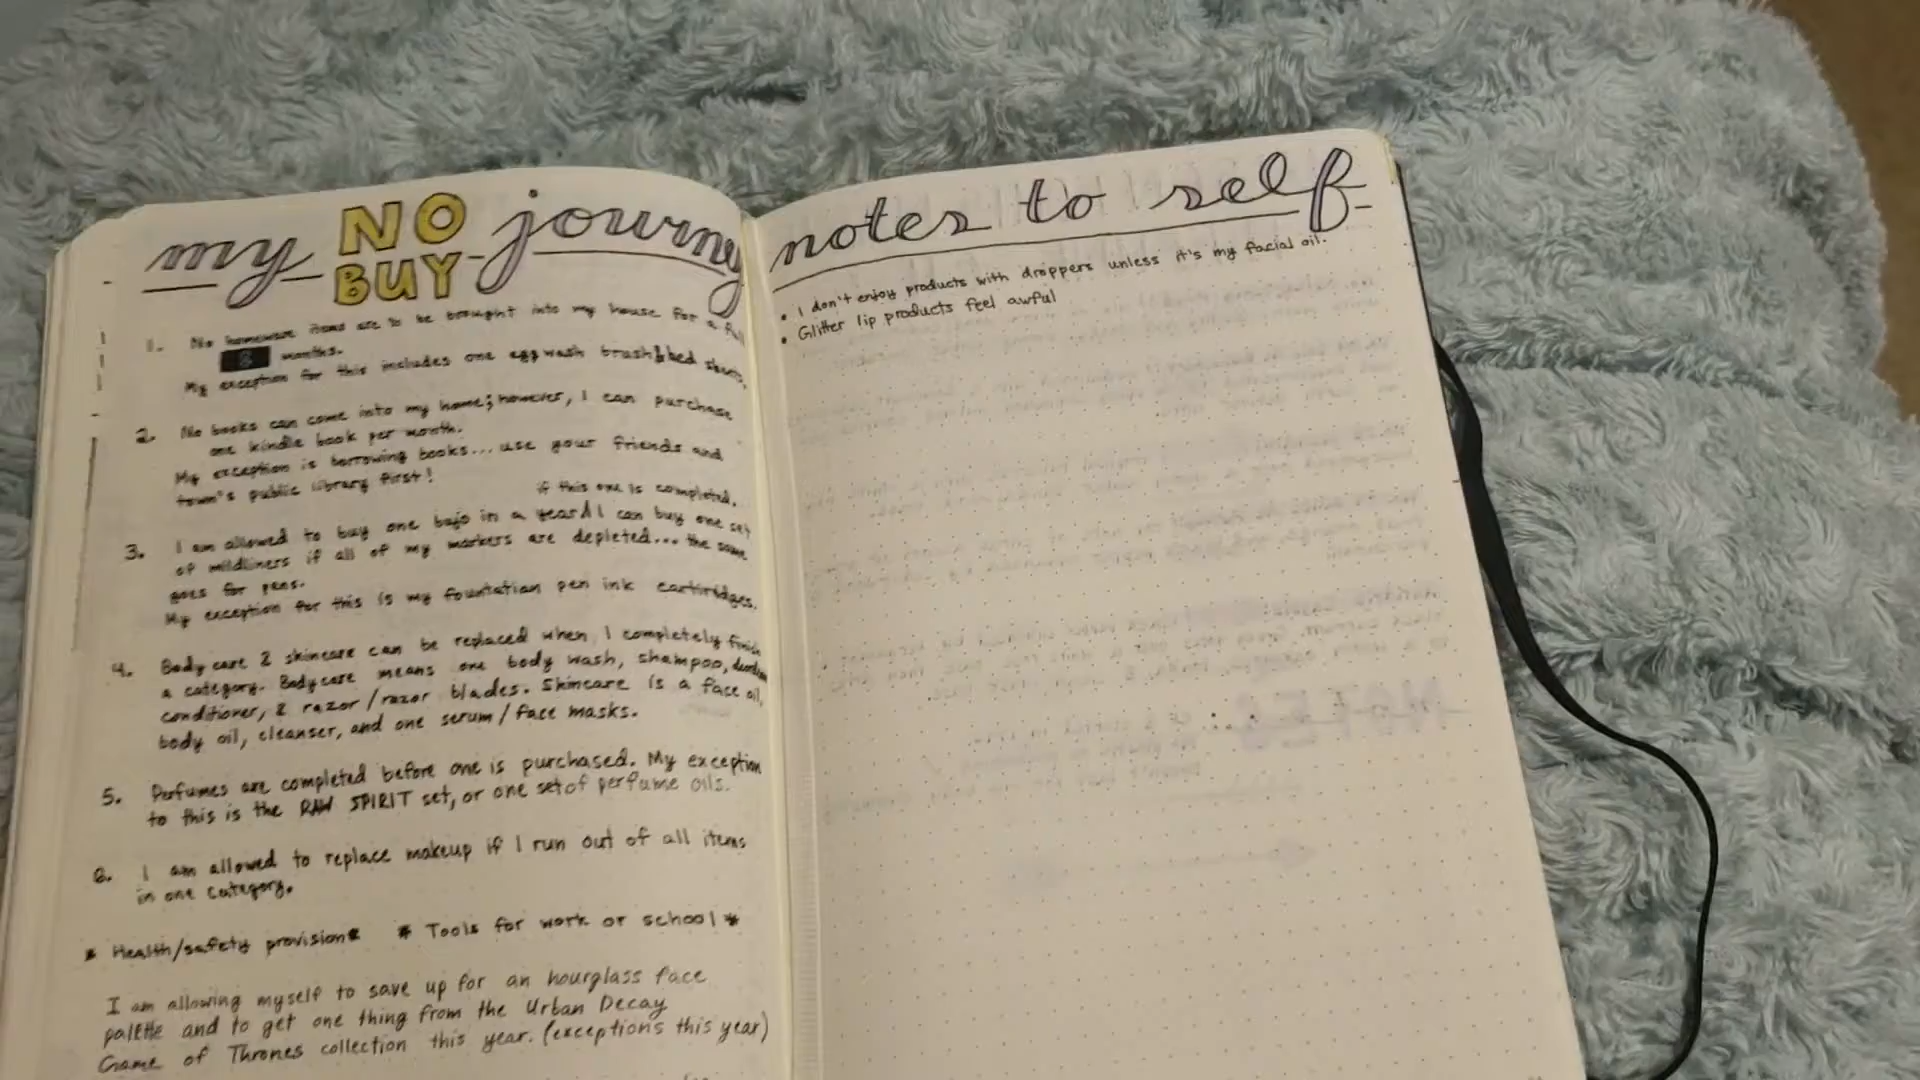 my NO BUY journey
1. No homeware items are to be brought into my house for a full
8 months.
My exception for this includes one egg wash brush & bed sheets.
2. No books can come into my home; however, I can purchase
one kindle book per month.
My exception is borrowing books... use your friends and
town's public library first!
if this one is completed.
3. I am allowed to buy one bujo in a year. I can buy one set
of mildliners if all of my markers are depleted... the same
goes for pens.
My exception for this is my fountation pen ink cartiridges.
4. Body care & skincare can be replaced when I completely finish
a category. Bodycare means one body wash, shampoo,
conditioner, & razor/razor blades. Skincare is a face oil,
body oil, cleanser, and one serum/face masks.
5. Perfumes are completed before one is purchased. My exception
to this is the RAW SPIRIT set, or one set of perfume oils.
6. I am allowed to replace makeup if I run out of all items
in one category.
* Health/safety provision* * Tools for work or school *
I am allowing myself to save up for an hourglass face
palette and to get one thing from the Urban Decay
Game of Thrones collection this year. (exceptions this year)
notes to self
• I don't enjoy products with droppers unless it's my facial oil.
• Glitter lip products feel awful